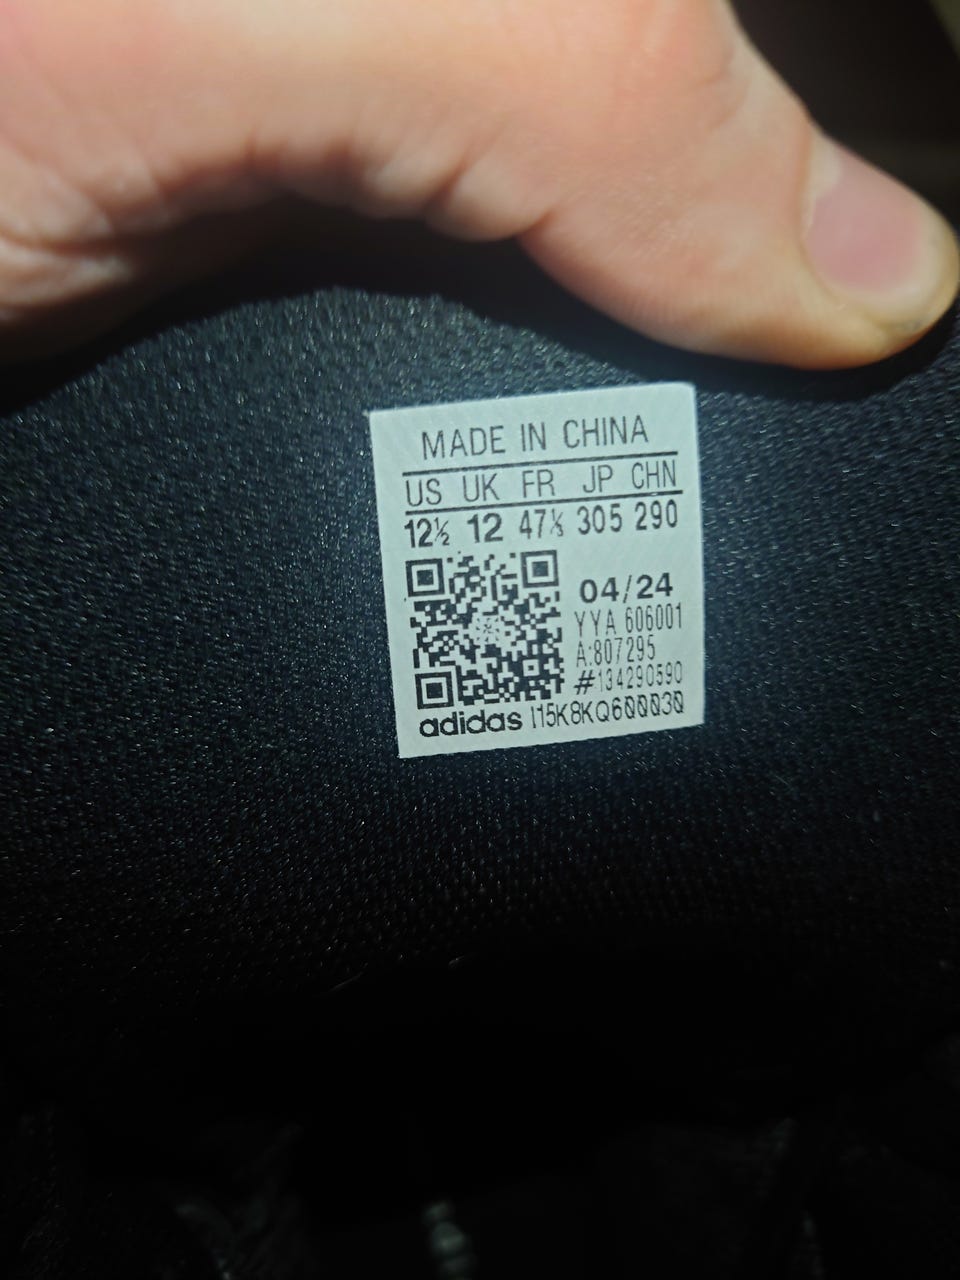 MADE IN CHINA
US UK FR JP CHN
12½ 12 47⅓ 305 290
04/24
YYA 606001
A:807295
#134290590
adidas I15K8KQ600030